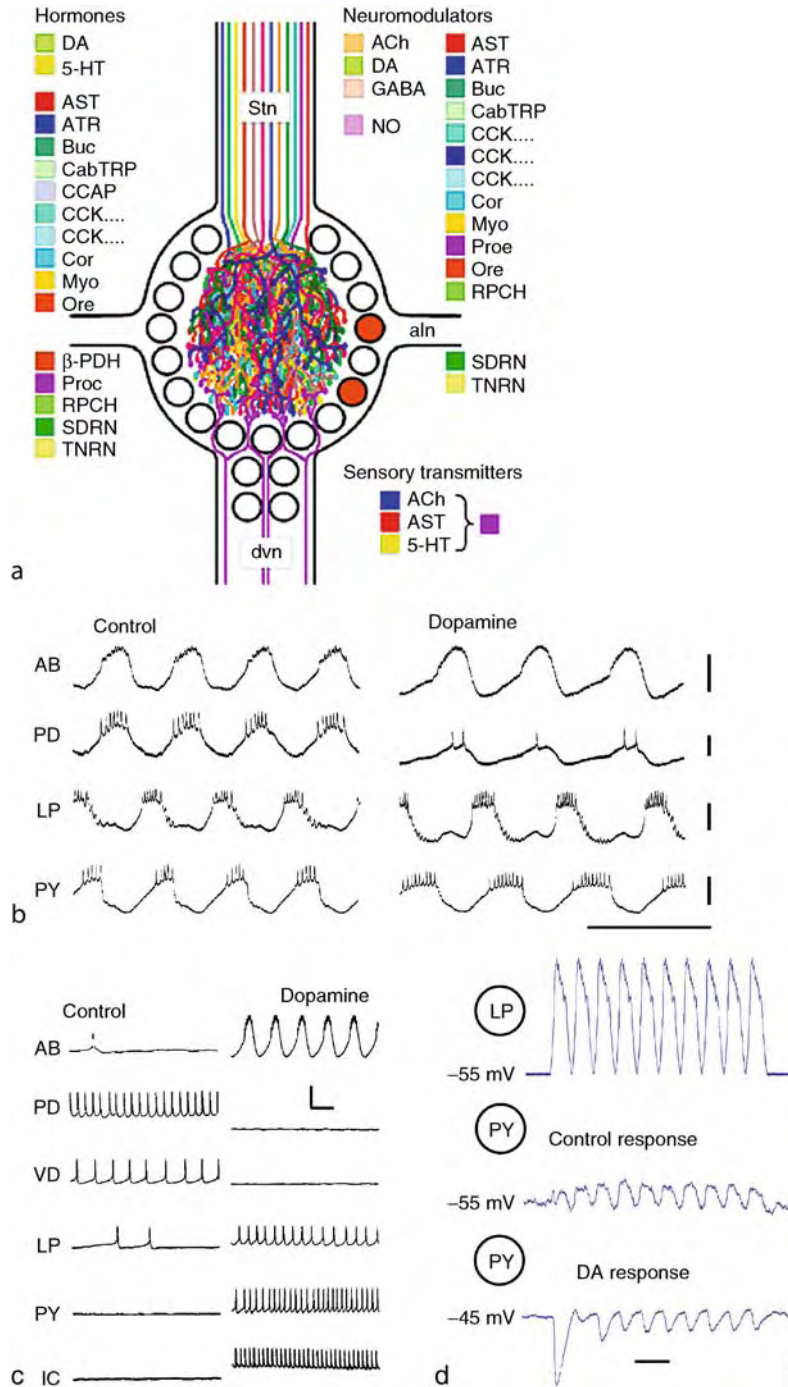 Hormones
DA
5-HT
AST
ATR
Buc
CabTRP
CCAP
CCK....
CCK....
Cor
Myo
Ore
β-PDH
Proc
RPCH
SDRN
TNRN
Stn
aln
dvn
Neuromodulators
ACh
DA
GABA
NO
AST
ATR
Buc
CabTRP
CCK....
CCK....
CCK....
Cor
Myo
Proe
Ore
RPCH
SDRN
TNRN
Sensory transmitters
ACh
AST
5-HT
a
Control
Dopamine
AB
PD
LP
PY
b
Control
Dopamine
AB
PD
VD
LP
PY
IC
c
LP
–55 mV
PY
Control response
–55 mV
PY
DA response
–45 mV
d